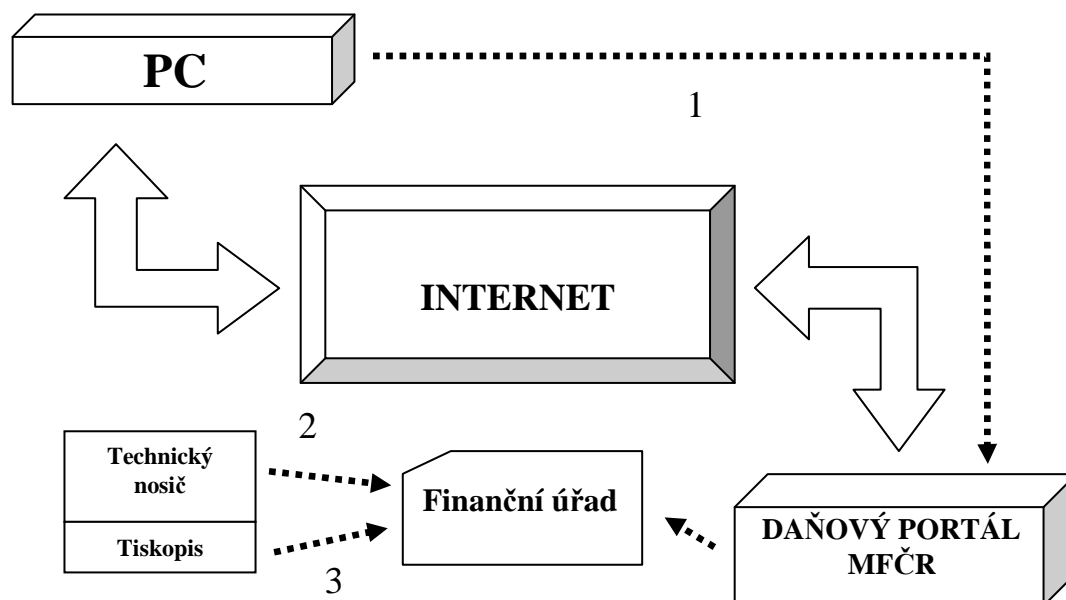 PC
1
INTERNET
2
Technický
nosič
Finanční úřad
Tiskopis
3
DAŇOVÝ PORTÁL
MFČR